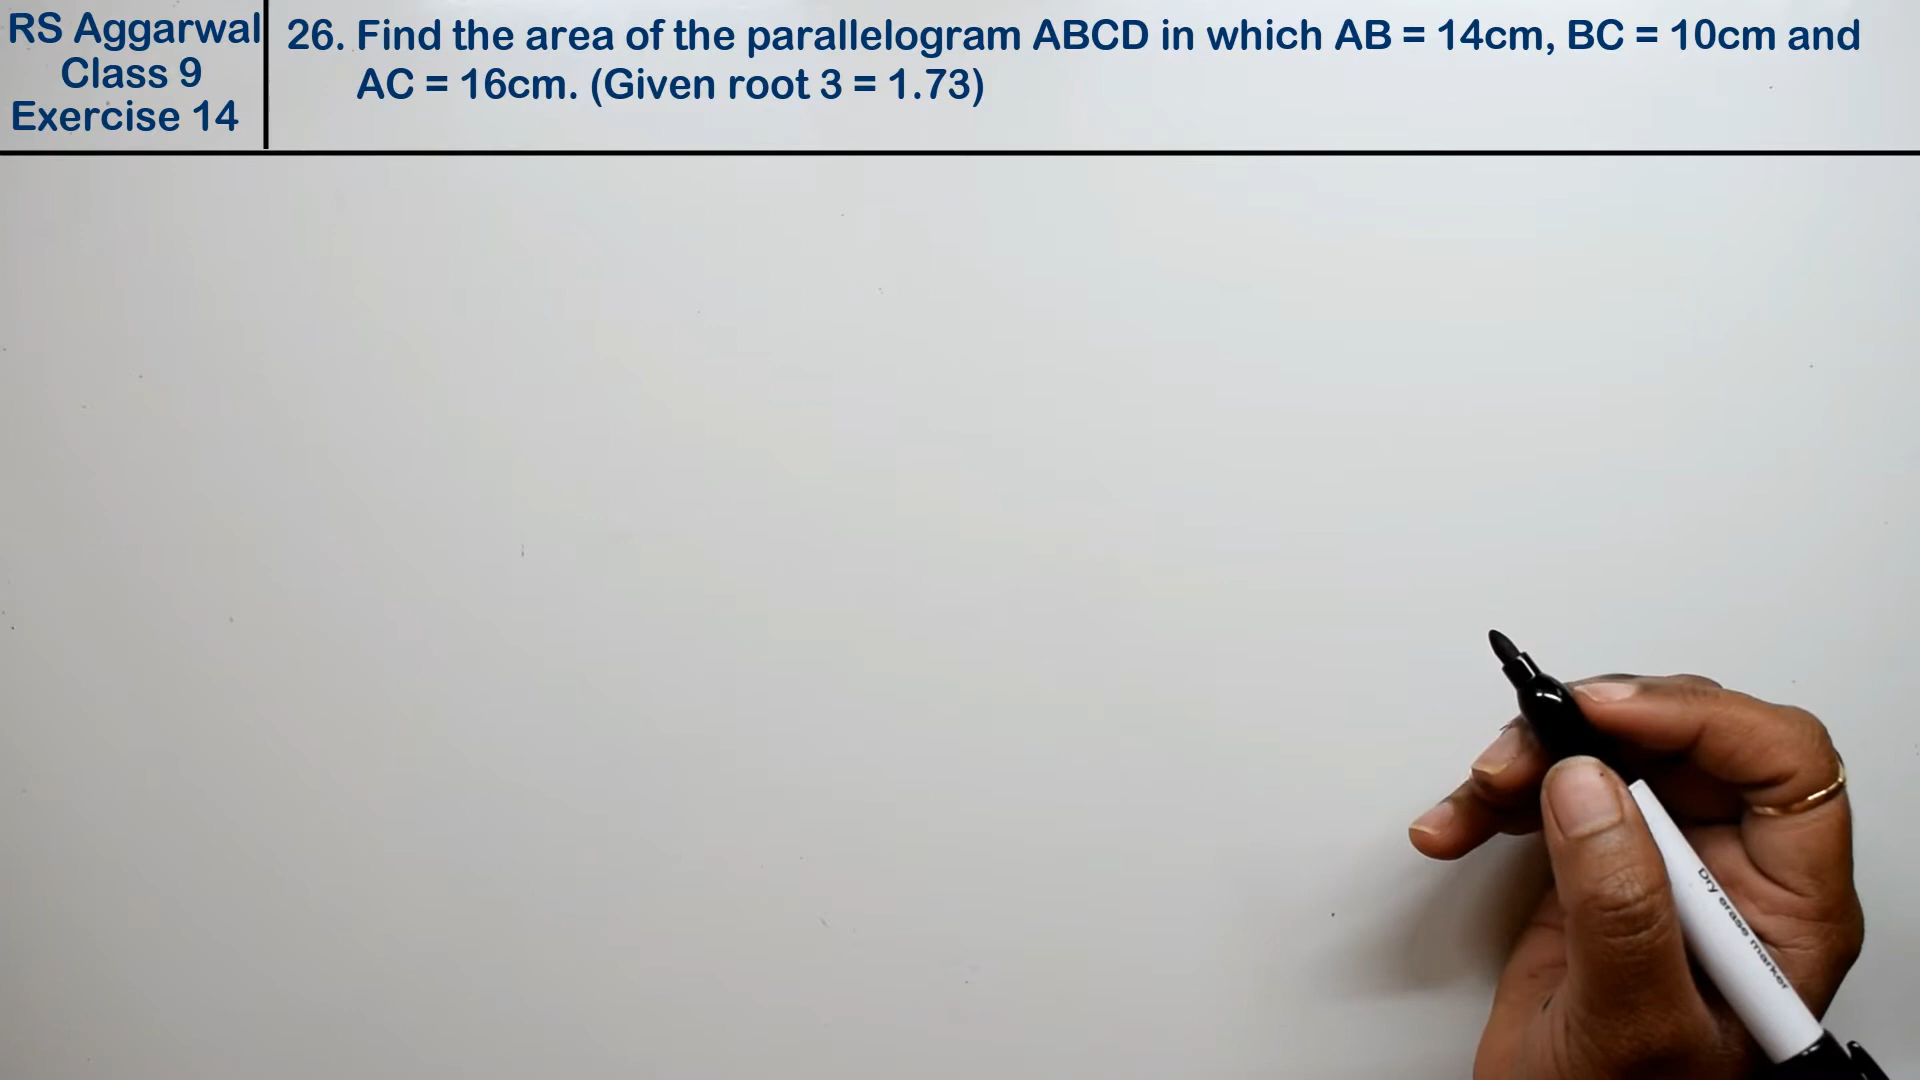 RS Aggarwal
Class 9
Exercise 14
26. Find the area of the parallelogram ABCD in which AB = 14cm, BC = 10cm and
AC = 16cm. (Given root 3 = 1.73)
Dry erase marker